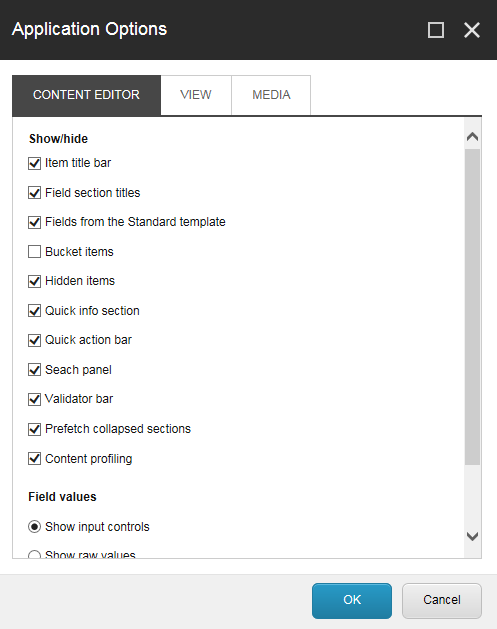 Application Options
CONTENT EDITOR VIEW MEDIA
Show/hide
Item title bar
Field section titles
Fields from the Standard template
Bucket items
Hidden items
Quick info section
Quick action bar
Seach panel
Validator bar
Prefetch collapsed sections
Content profiling
Field values
Show input controls
Show raw values
OK Cancel